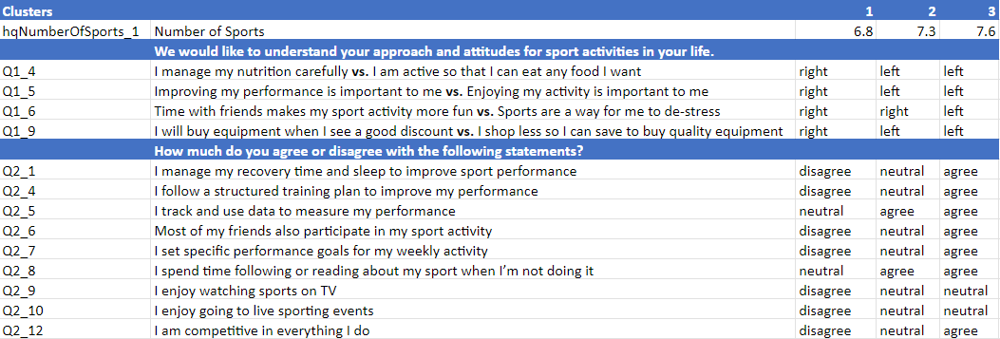 Clusters 1 2 3
hqNumberOfSports_1 Number of Sports 6.8 7.3 7.6
We would like to understand your approach and attitudes for sport activities in your life.
Q1_4 I manage my nutrition carefully vs. I am active so that I can eat any food I want right left left
Q1_5 Improving my performance is important to me vs. Enjoying my activity is important to me right left left
Q1_6 Time with friends makes my sport activity more fun vs. Sports are a way for me to de-stress right right left
Q1_9 I will buy equipment when I see a good discount vs. I shop less so I can save to buy quality equipment right left left
How much do you agree or disagree with the following statements?
Q2_1 I manage my recovery time and sleep to improve sport performance disagree neutral agree
Q2_4 I follow a structured training plan to improve my performance disagree neutral agree
Q2_5 I track and use data to measure my performance neutral agree agree
Q2_6 Most of my friends also participate in my sport activity disagree neutral agree
Q2_7 I set specific performance goals for my weekly activity disagree neutral agree
Q2_8 I spend time following or reading about my sport when I'm not doing it neutral agree agree
Q2_9 I enjoy watching sports on TV disagree neutral neutral
Q2_10 I enjoy going to live sporting events disagree neutral neutral
Q2_12 I am competitive in everything I do disagree neutral agree